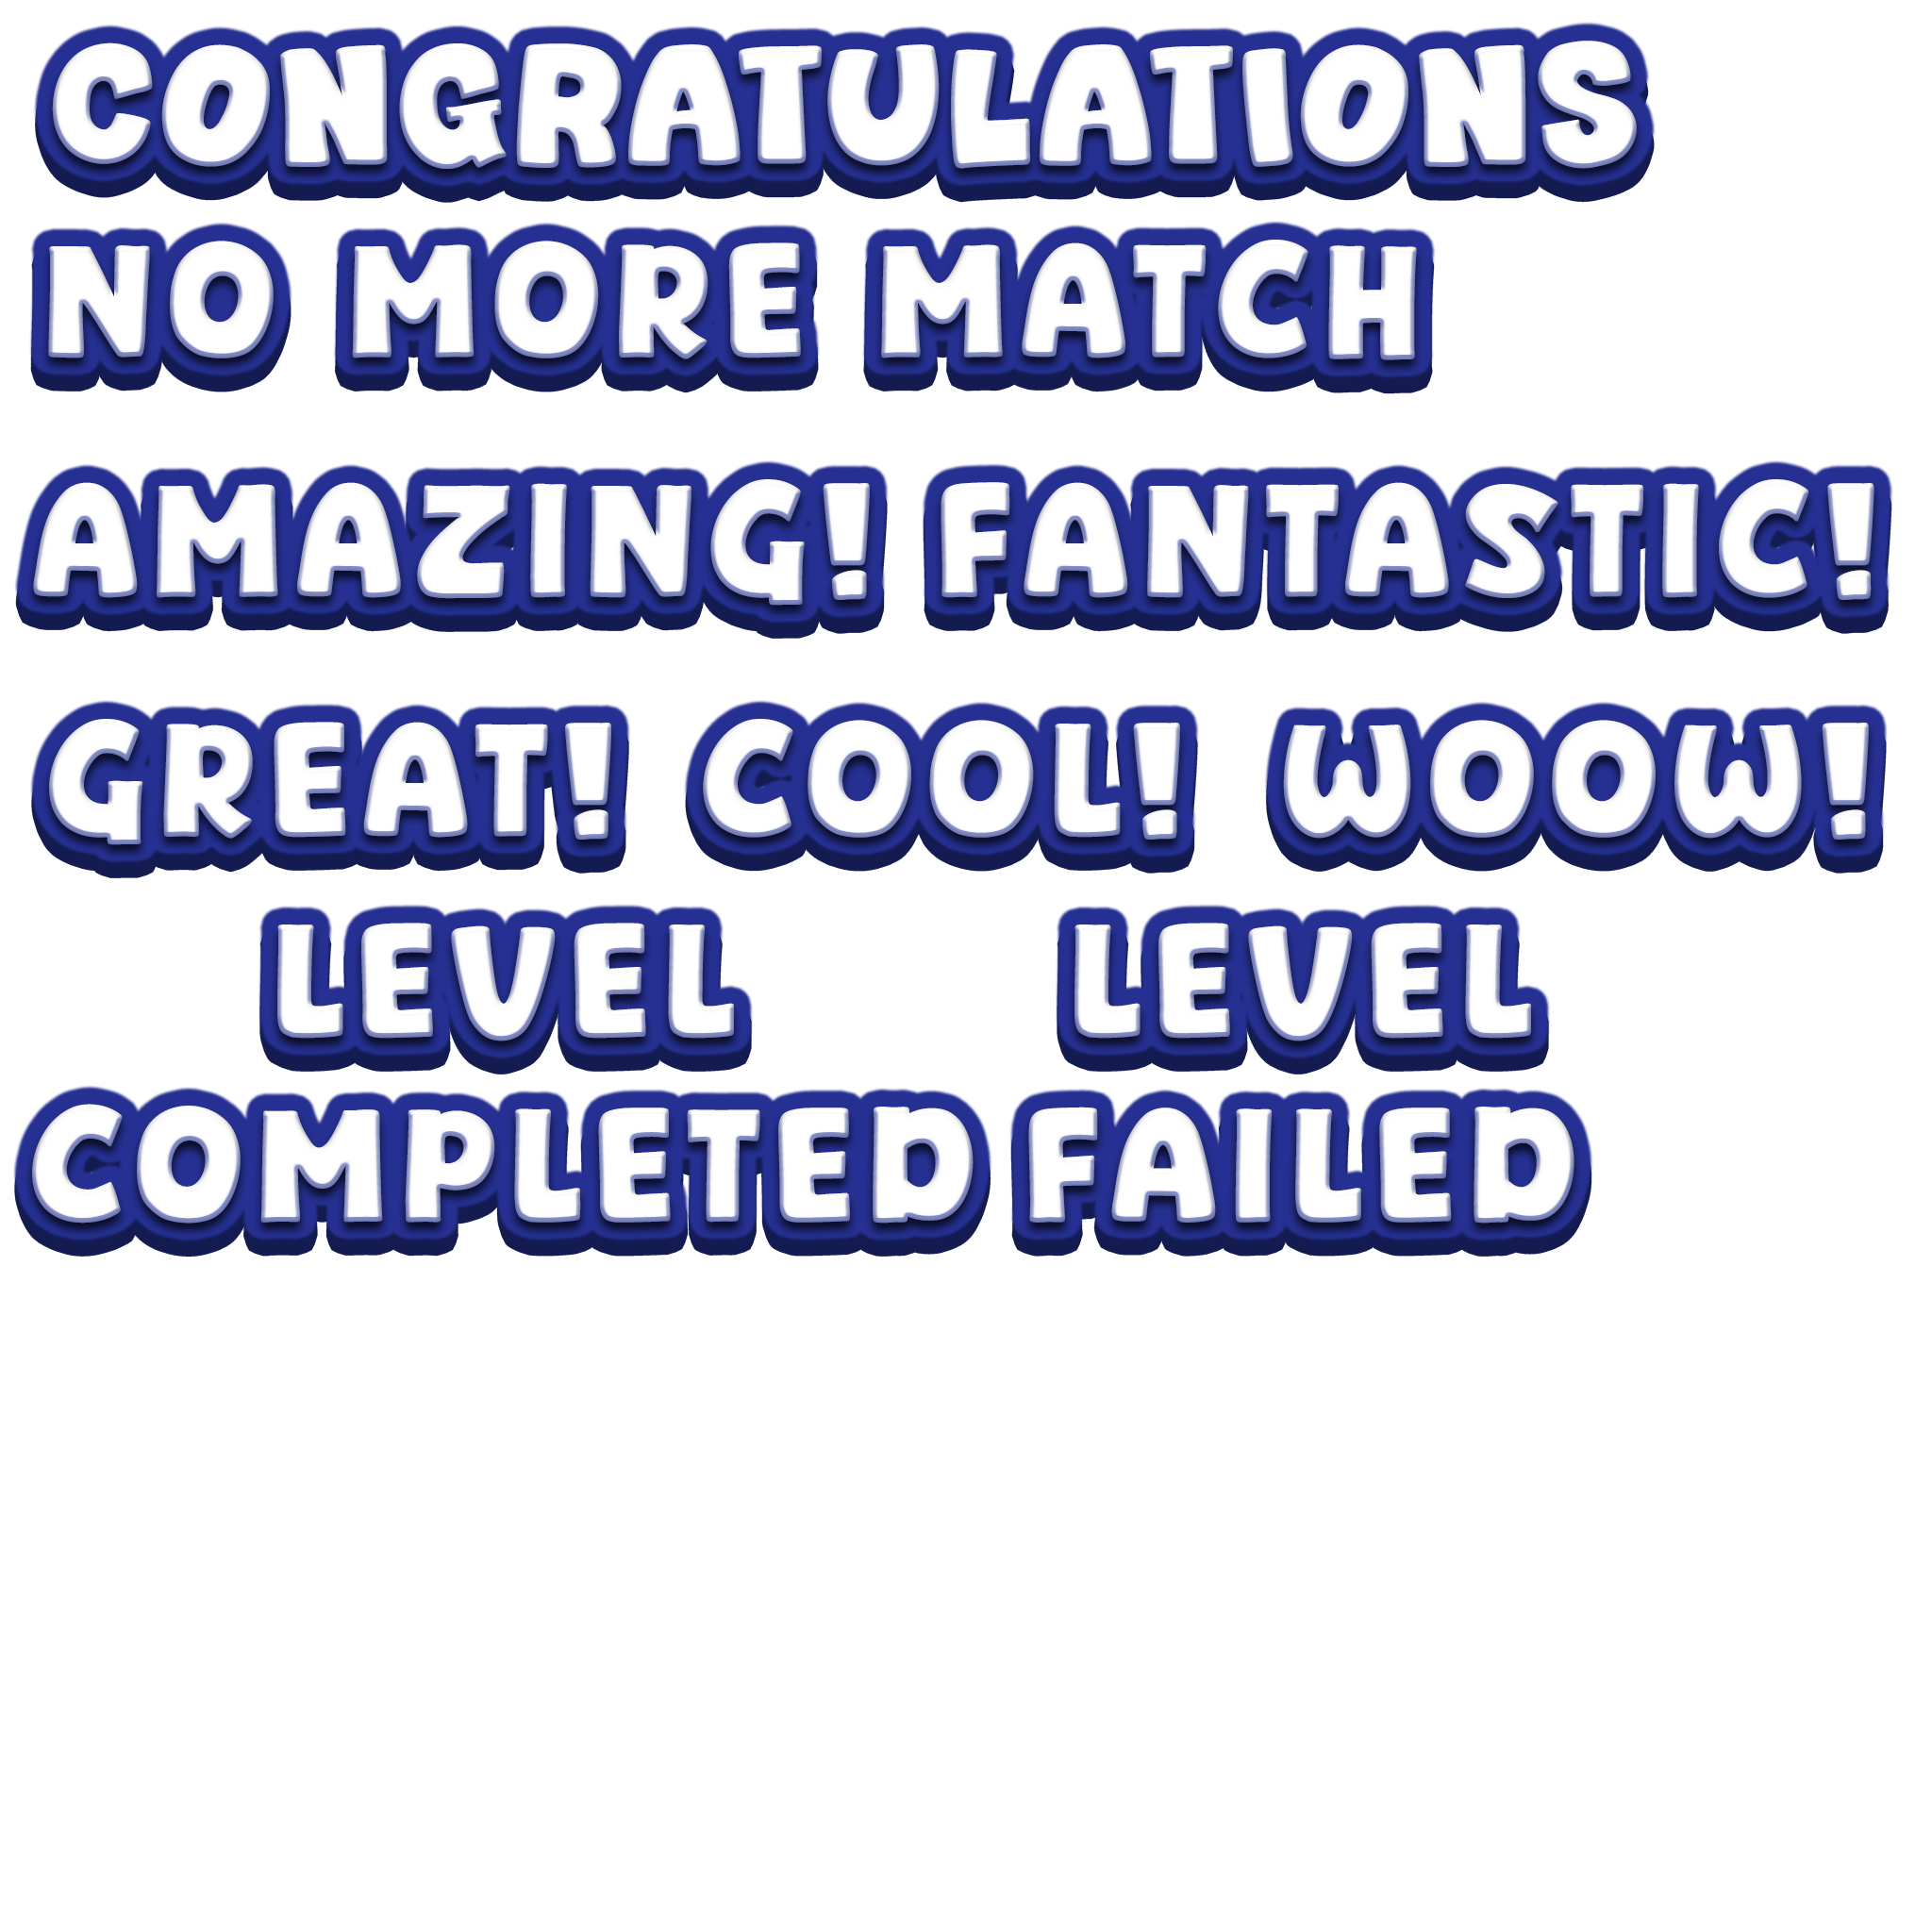 CONGRATULATIONS
NO MORE MATCH
AMAZING! FANTASTIC!
GREAT! COOL! WOOW!
LEVEL LEVEL
COMPLETED FAILED